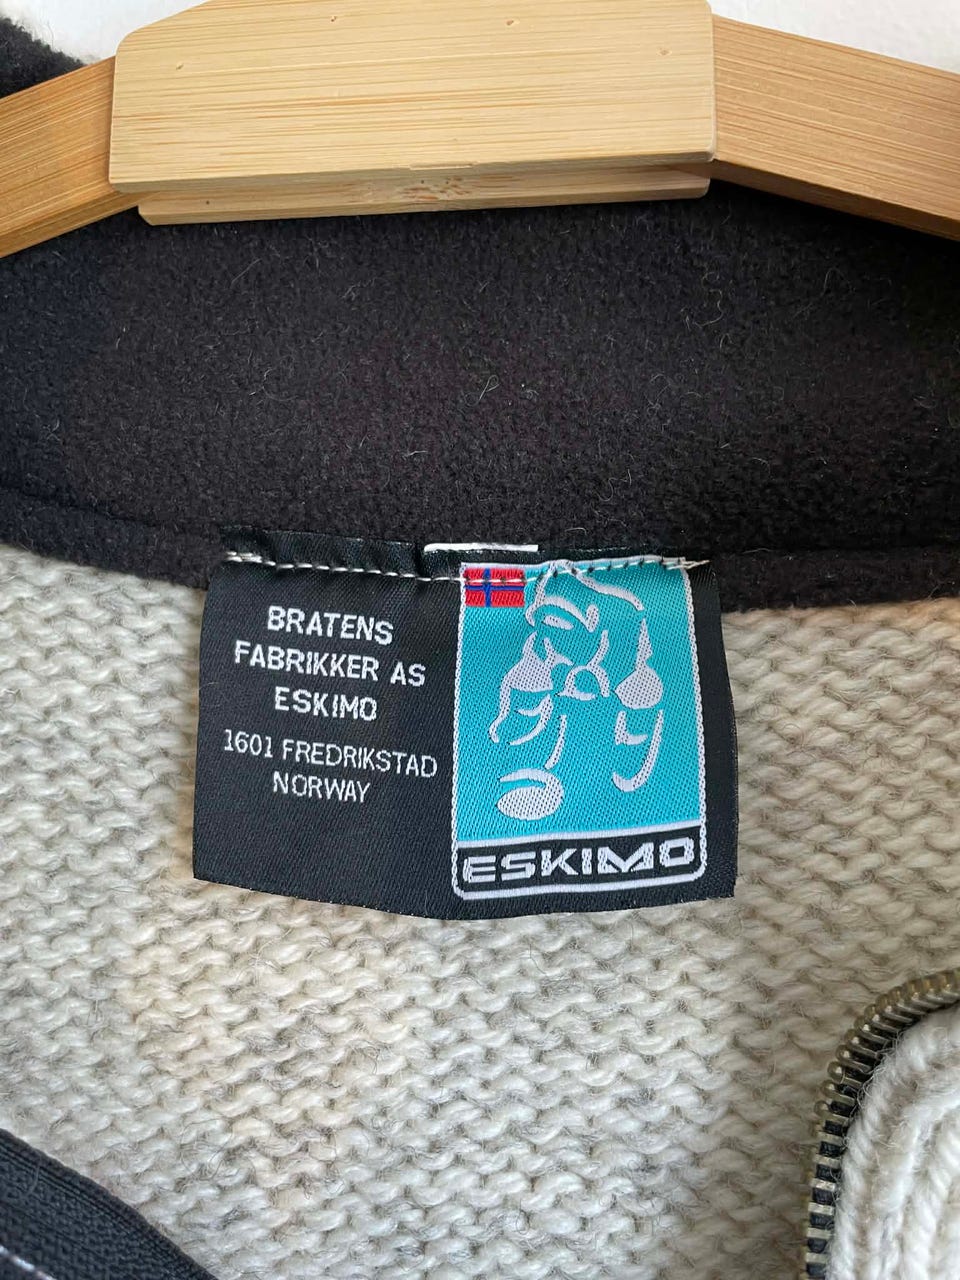 BRATENS
FABRIKKER AS
ESKIMO
1601 FREDRIKSTAD
NORWAY
ESKIMO